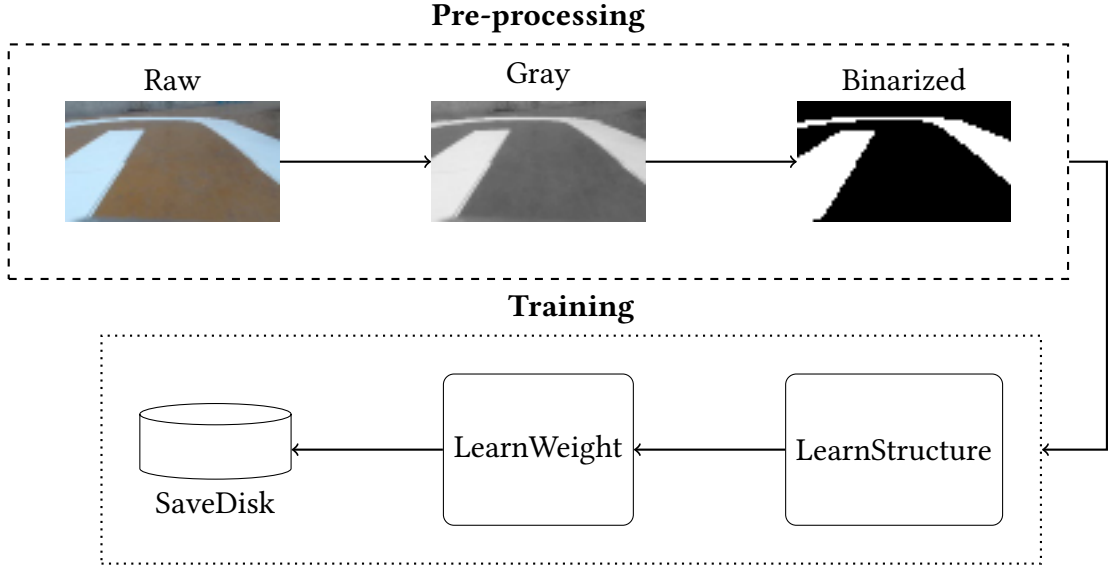 Pre-processing
Raw
Gray
Binarized
Training
SaveDisk
LearnWeight
LearnStructure